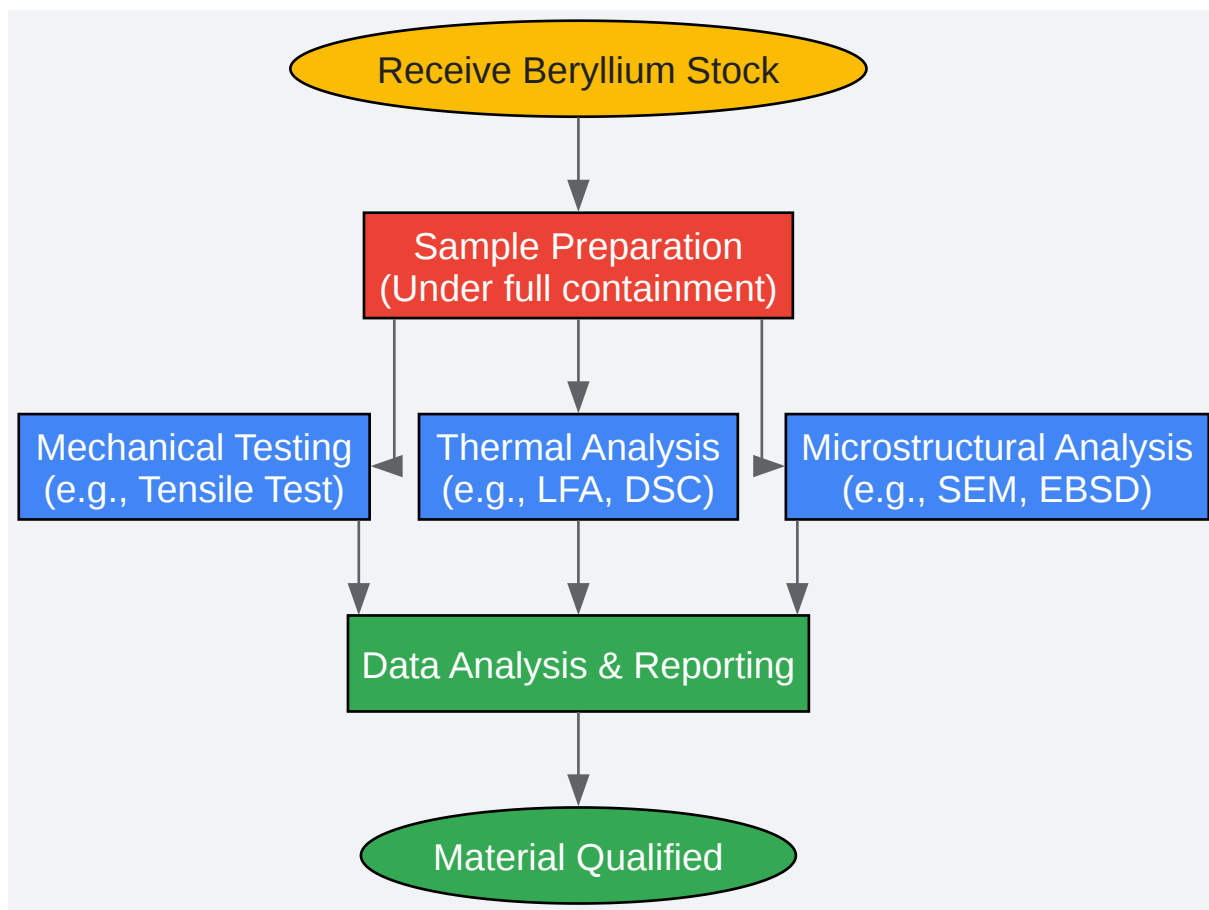 Receive Beryllium Stock
Sample Preparation
(Under full containment)
Mechanical Testing
(e.g., Tensile Test)
Thermal Analysis
(e.g., LFA, DSC)
Microstructural Analysis
(e.g., SEM, EBSD)
Data Analysis & Reporting
Material Qualified